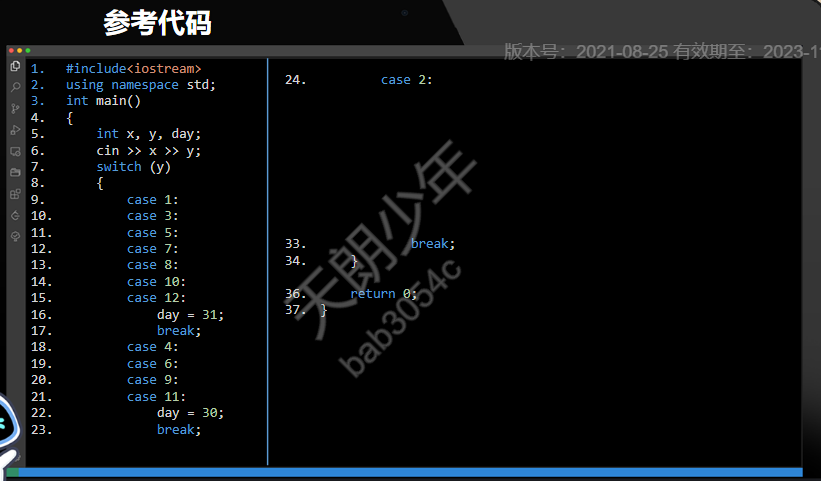 参考代码
版本号：2021-08-25 有效期至：2023-1
1. #include<iostream>
2. using namespace std;
3. int main()
4. {
5. int x, y, day;
6. cin >> x >> y;
7. switch (y)
8. {
9. case 1:
10. case 3:
11. case 5:
12. case 7:
13. case 8:
14. case 10:
15. case 12:
16. day = 31;
17. break;
18. case 4:
19. case 6:
20. case 9:
21. case 11:
22. day = 30;
23. break;
24. case 2:
33. break;
34. }
36. return 0;
37. }
天朗少年
bab3054c